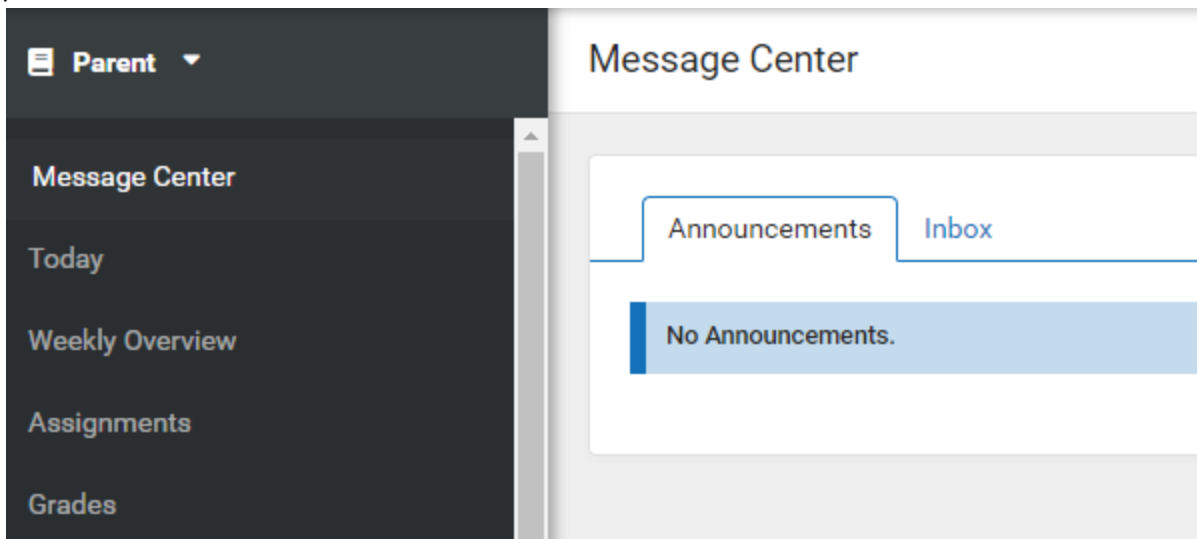 Parent
Message Center
Today
Weekly Overview
Assignments
Grades
Message Center
Announcements Inbox
No Announcements.